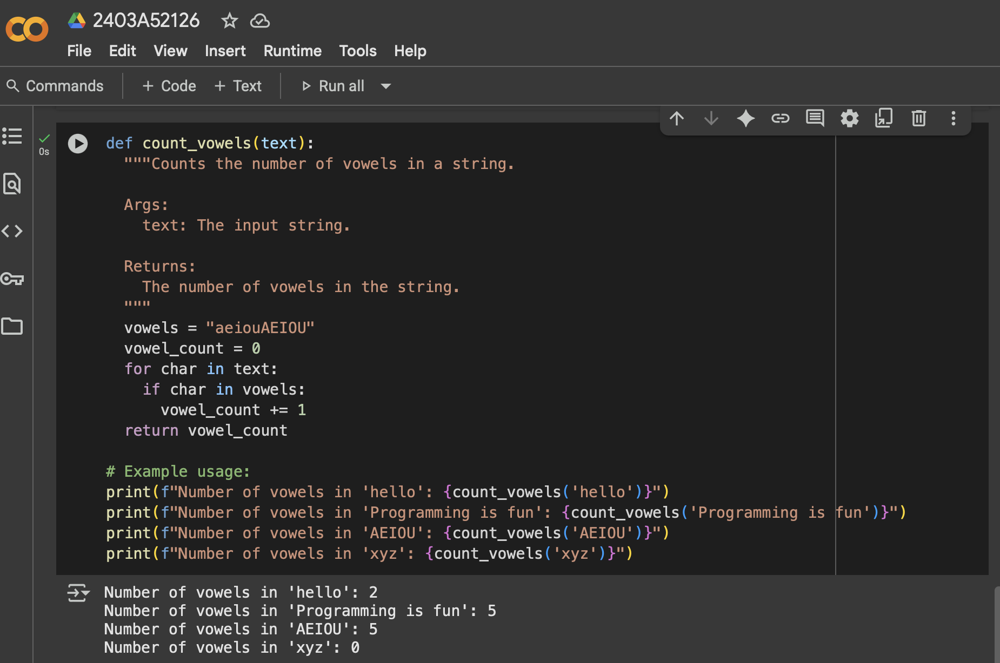 2403A52126
File Edit View Insert Runtime Tools Help
Commands + Code + Text Run all
0s
def count_vowels(text):
  """Counts the number of vowels in a string.

  Args:
    text: The input string.

  Returns:
    The number of vowels in the string.
  """
  vowels = "aeiouAEIOU"
  vowel_count = 0
  for char in text:
    if char in vowels:
      vowel_count += 1
  return vowel_count

# Example usage:
print(f"Number of vowels in 'hello': {count_vowels('hello')}")
print(f"Number of vowels in 'Programming is fun': {count_vowels('Programming is fun')}")
print(f"Number of vowels in 'AEIOU': {count_vowels('AEIOU')}")
print(f"Number of vowels in 'xyz': {count_vowels('xyz')}")
Number of vowels in 'hello': 2
Number of vowels in 'Programming is fun': 5
Number of vowels in 'AEIOU': 5
Number of vowels in 'xyz': 0